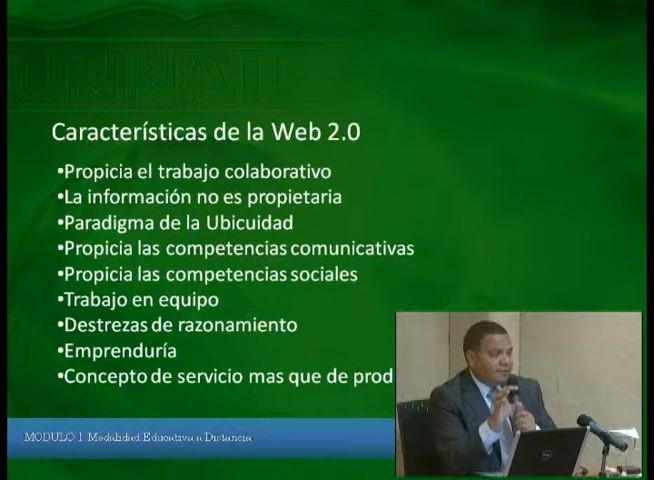 Características de la Web 2.0
•Propicia el trabajo colaborativo
•La información no es propietaria
•Paradigma de la Ubicuidad
•Propicia las competencias comunicativas
•Propicia las competencias sociales
•Trabajo en equipo
•Destrezas de razonamiento
•Emprenduría
•Concepto de servicio mas que de prod
MODULO I Modalidad Educativa a Distancia
DELL